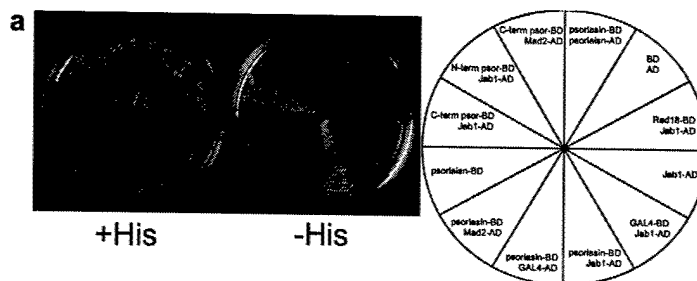 a
+His
-His
C-term psor-BD
Mad2-AD
psoriasin-BD
psoriasin-AD
BD
AD
Rad18-BD
Jab1-AD
Jab1-AD
GAL4-BD
Jab1-AD
psoriasin-BD
Jab1-AD
psoriasin-BD
GAL4-AD
psoriasin-BD
Mad2-AD
psoriasin-BD
C-term psor-BD
Jab1-AD
N-term psor-BD
Jab1-AD